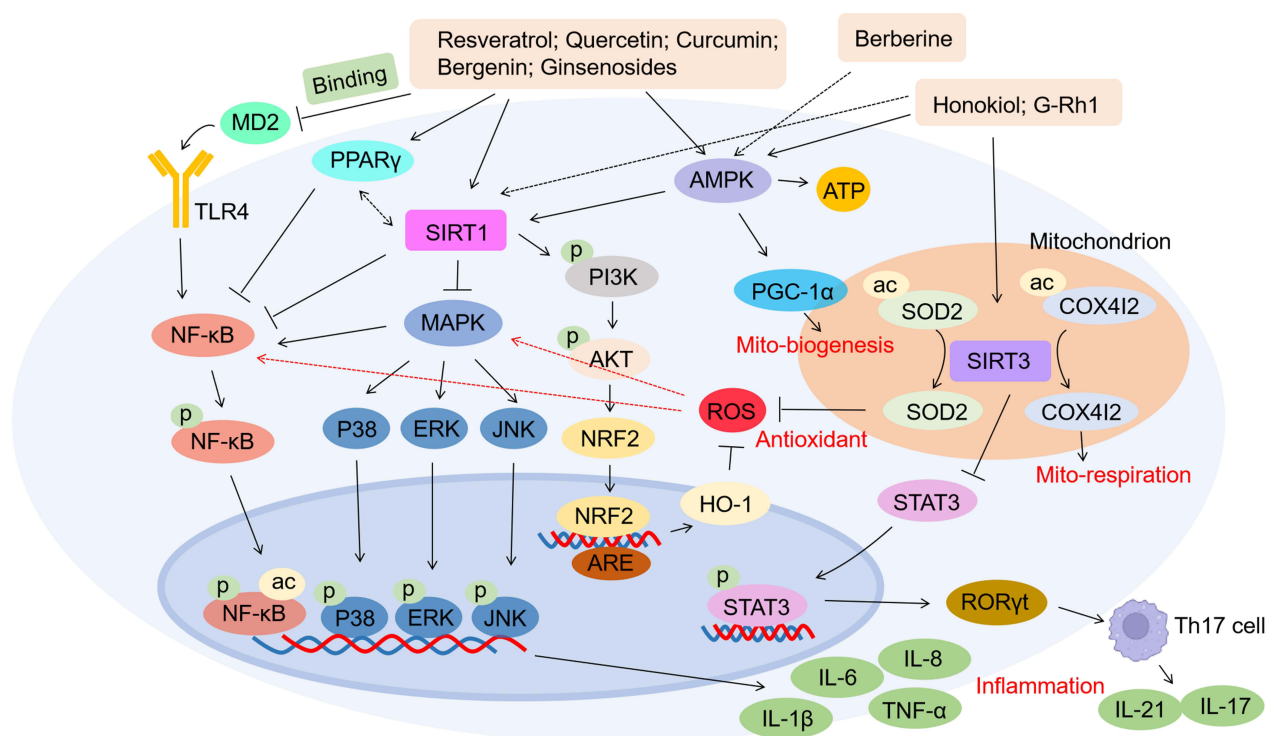 Resveratrol; Quercetin; Curcumin;
Bergenin; Ginsenosides
Berberine
Binding
Honokiol; G-Rh1
MD2
PPARγ
AMPK
ATP
TLR4
SIRT1
Mitochondrion
p
PI3K
PGC-1α
ac
SOD2
ac
COX4I2
NF-κB
MAPK
p
AKT
Mito-biogenesis
SIRT3
ROS
SOD2
COX4I2
p
NF-κB
P38
ERK
JNK
NRF2
Antioxidant
Mito-respiration
NRF2
ARE
HO-1
STAT3
p
ac
NF-κB
p
P38
p
ERK
p
JNK
p
STAT3
RORγt
Th17 cell
IL-6
IL-8
Inflammation
IL-1β
TNF-α
IL-21
IL-17